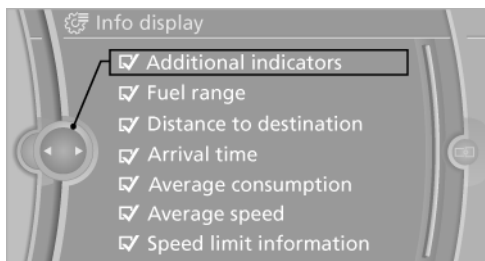 Info display
Additional indicators
Fuel range
Distance to destination
Arrival time
Average consumption
Average speed
Speed limit information